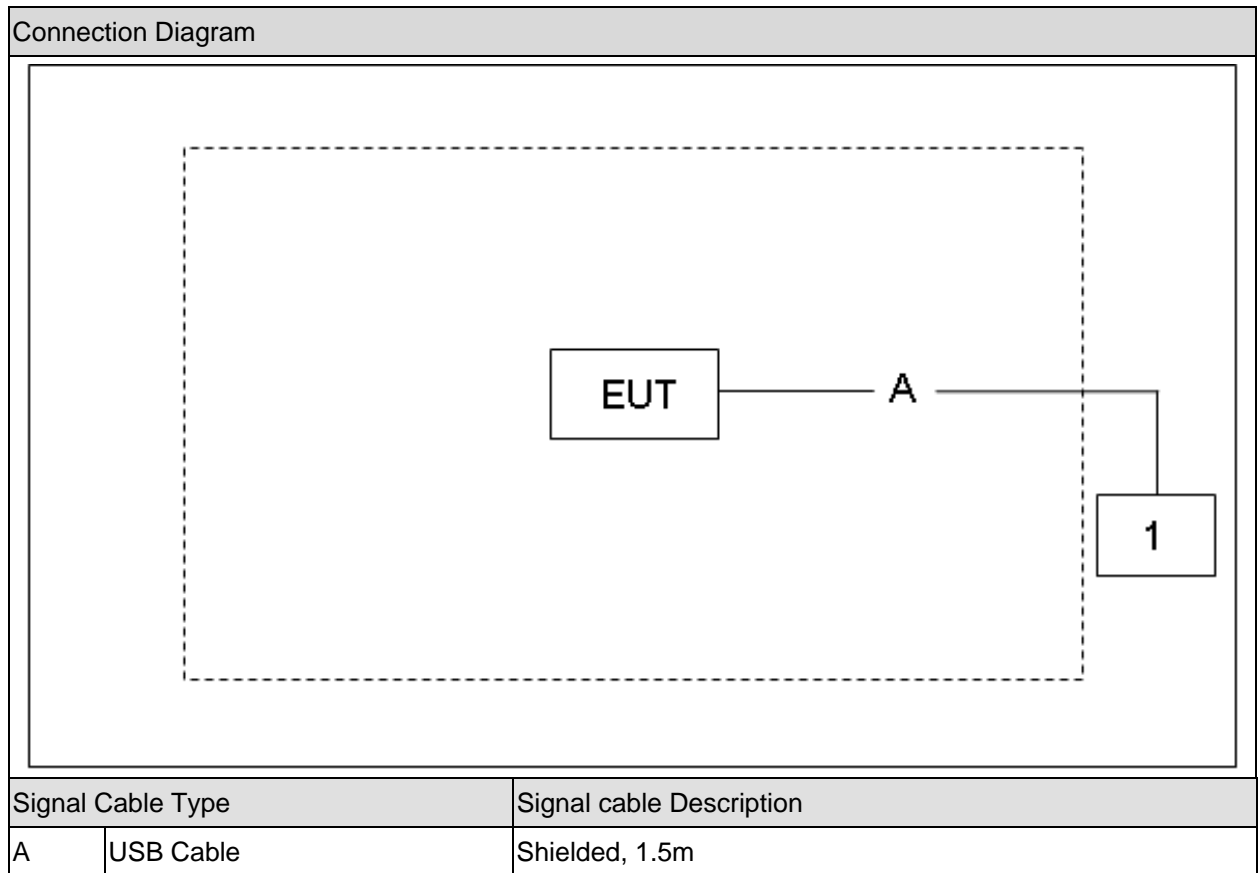 Connection Diagram
EUT
A
1
Signal Cable Type Signal cable Description
A USB Cable Shielded, 1.5m